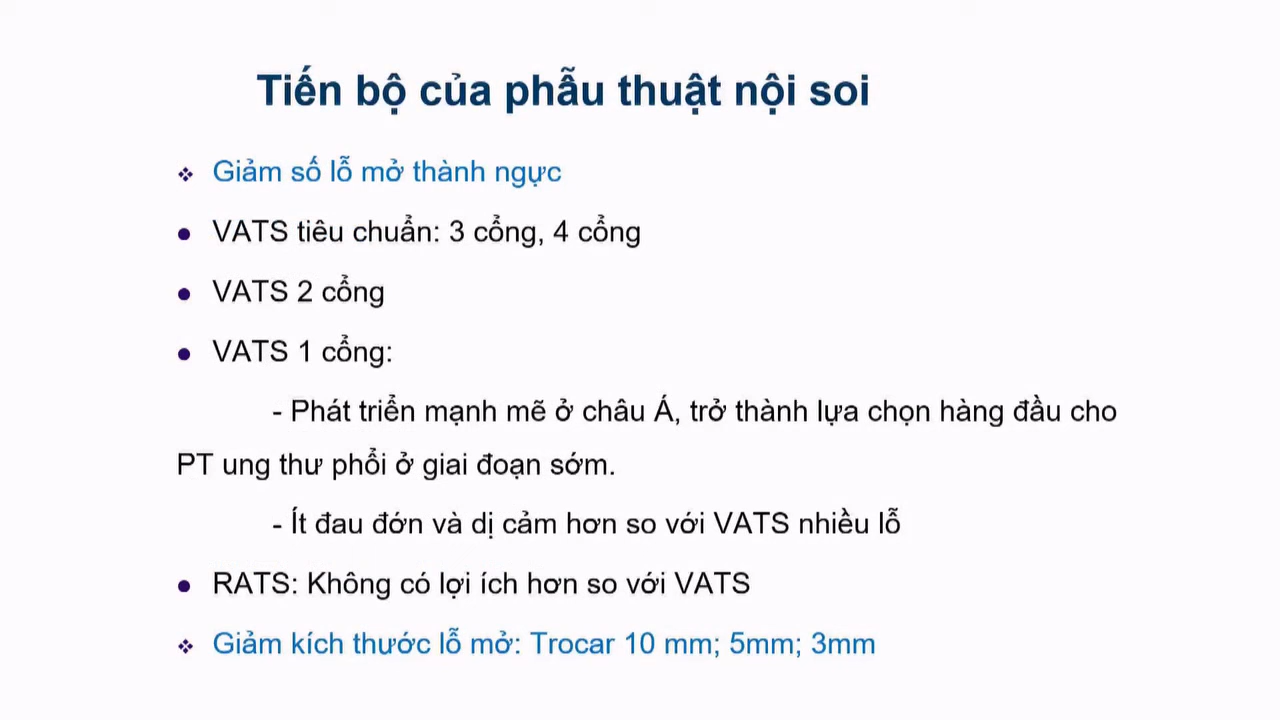 Tiến bộ của phẫu thuật nội soi
❖ Giảm số lỗ mở thành ngực
● VATS tiêu chuẩn: 3 cổng, 4 cổng
● VATS 2 cổng
● VATS 1 cổng:
- Phát triển mạnh mẽ ở châu Á, trở thành lựa chọn hàng đầu cho
PT ung thư phổi ở giai đoạn sớm.
- Ít đau đớn và dị cảm hơn so với VATS nhiều lỗ
● RATS: Không có lợi ích hơn so với VATS
❖ Giảm kích thước lỗ mở: Trocar 10 mm; 5mm; 3mm